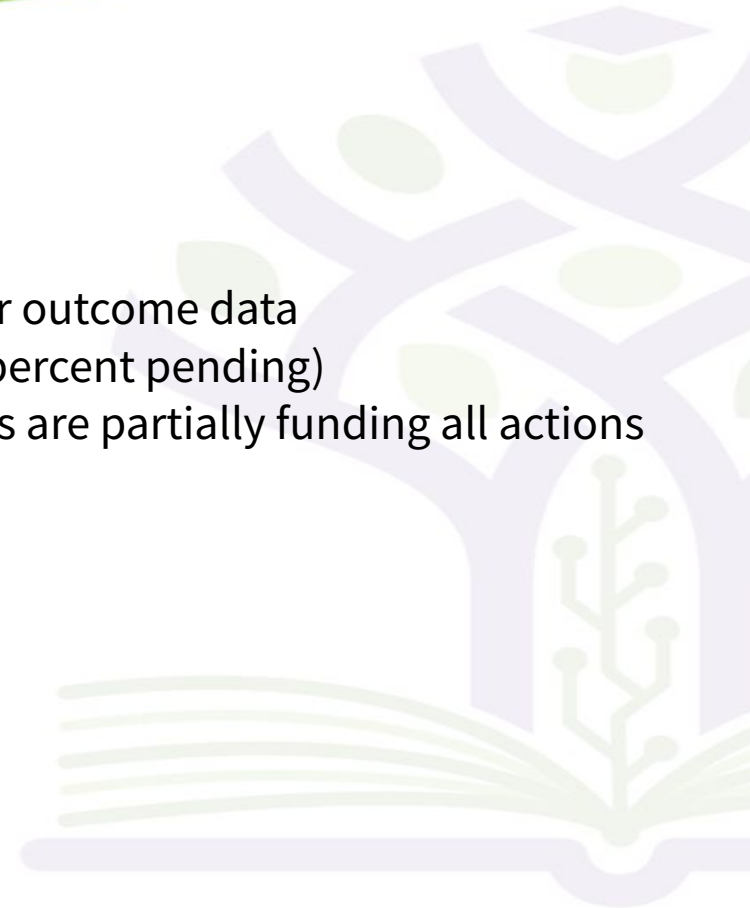 r outcome data
percent pending)
s are partially funding all actions